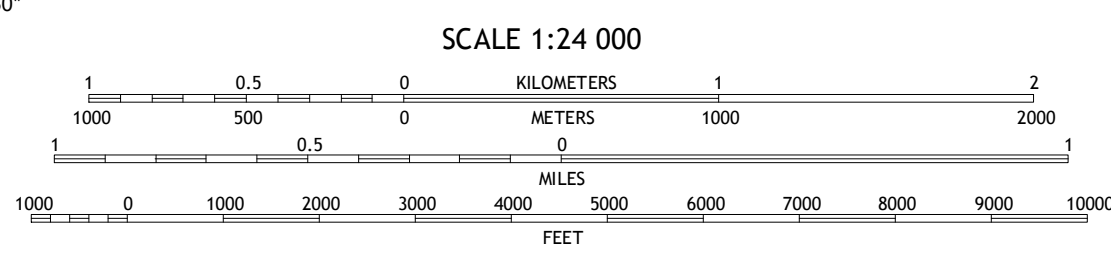 0"
SCALE 1:24 000
1 0.5 0 KILOMETERS 1 2
1000 500 0 METERS 1000 2000
1 0.5 0 1
MILES
1000 0 1000 2000 3000 4000 5000 6000 7000 8000 9000 10000
FEET